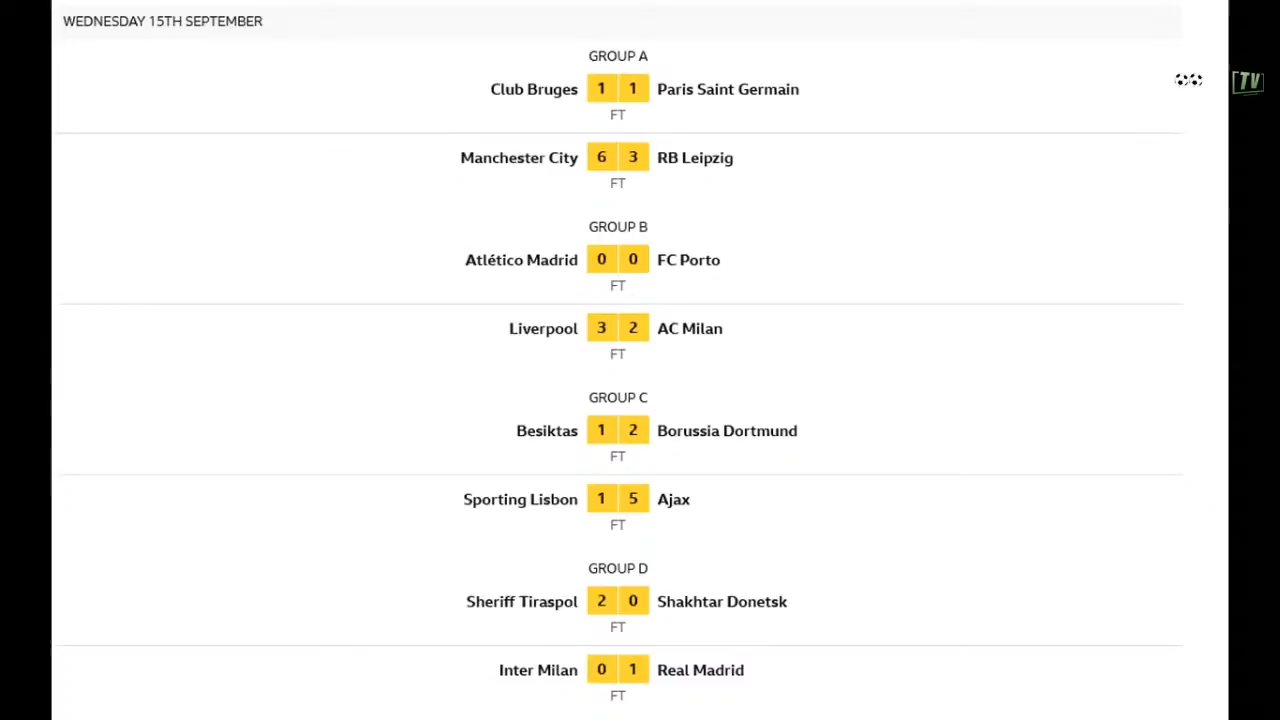 WEDNESDAY 15TH SEPTEMBER
GROUP A
Club Bruges 1 1 Paris Saint Germain
FT
Manchester City 6 3 RB Leipzig
FT
GROUP B
Atlético Madrid 0 0 FC Porto
FT
Liverpool 3 2 AC Milan
FT
GROUP C
Besiktas 1 2 Borussia Dortmund
FT
Sporting Lisbon 1 5 Ajax
FT
GROUP D
Sheriff Tiraspol 2 0 Shakhtar Donetsk
FT
Inter Milan 0 1 Real Madrid
FT
TV